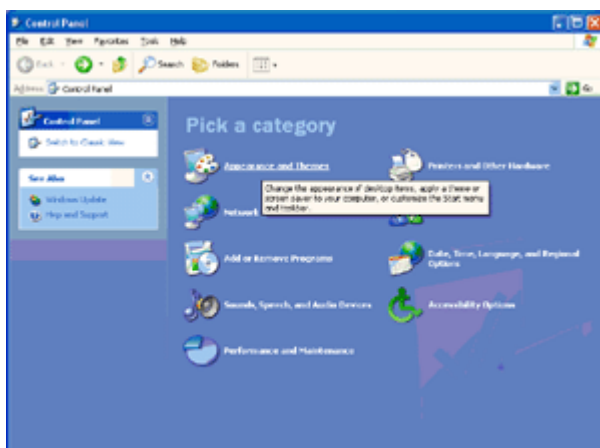 Control Panel
File Edit View Favorites Tools Help
Back Search Folders
Address Control Panel Go
Control Panel
Switch to Classic View
See Also
Windows Update
Help and Support
Pick a category
Appearance and Themes
Printers and Other Hardware
Change the appearance of desktop items, apply a theme or
screen saver to your computer, or customize the Start menu
and taskbar.
Network
Add or Remove Programs
Date, Time, Language, and Regional
Options
Sounds, Speech, and Audio Devices
Accessibility Options
Performance and Maintenance